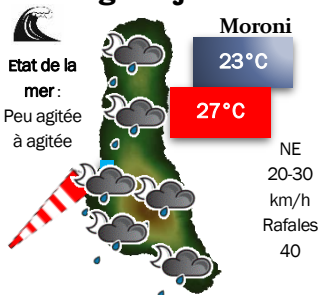 Moroni
23°C
27°C
Etat de la
mer :
Peu agitée
à agitée
NE
20-30
km/h
Rafales
40